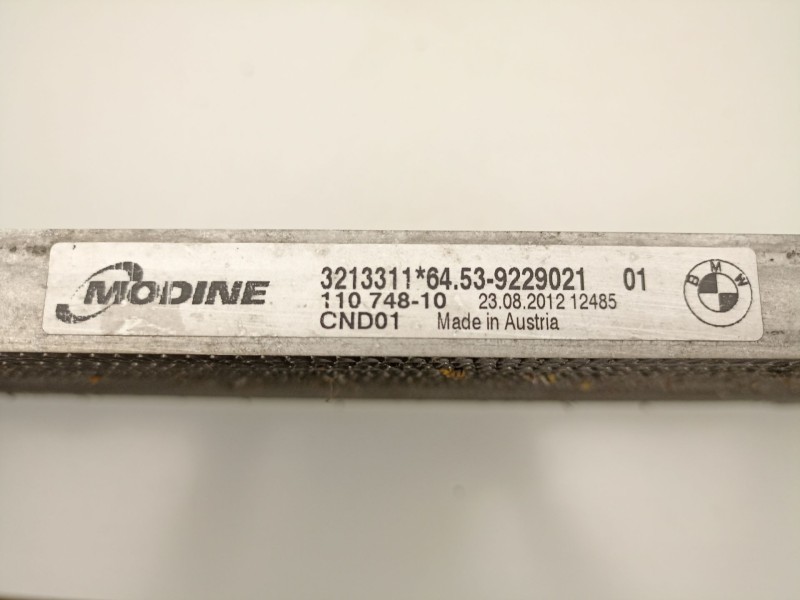 MODINE
3213311*64.53-9229021 01
110 748-10 23.08.2012 12485
CND01 Made in Austria
BMW